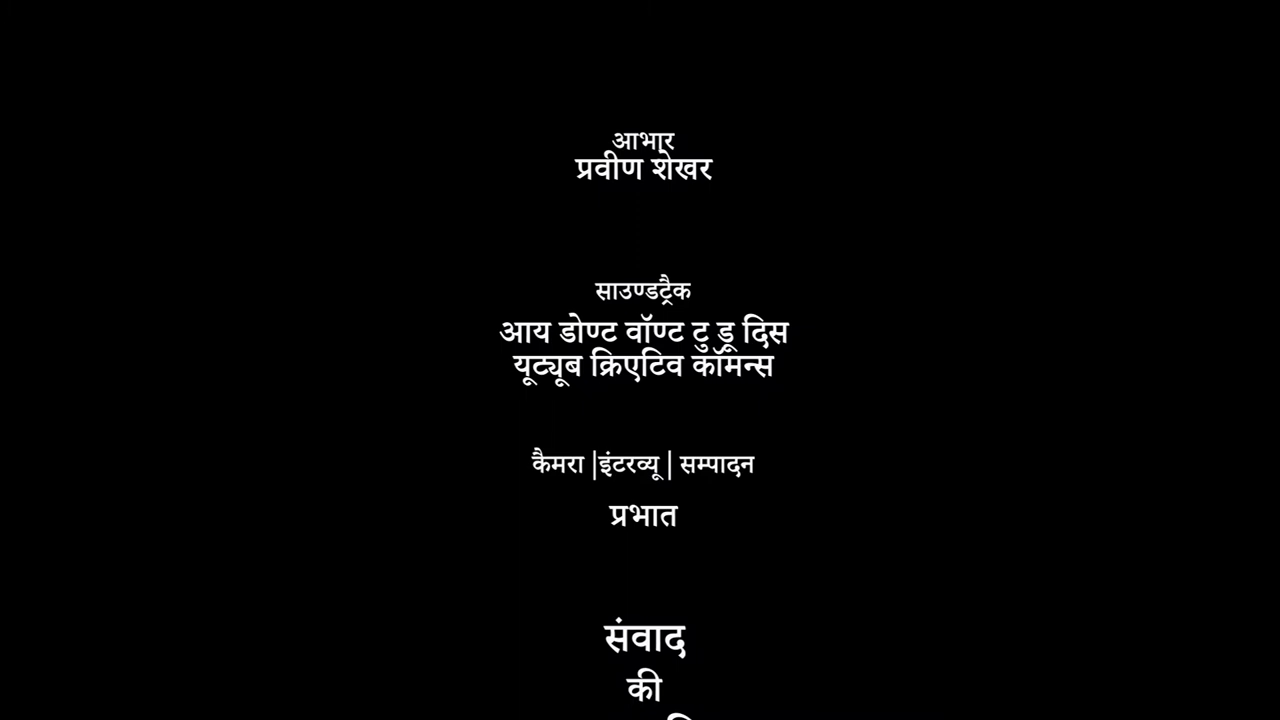 आभार
प्रवीण शेखर
साउण्डट्रैक
आय डोण्ट वॉण्ट टु डू दिस
यूट्यूब क्रिएटिव कॉमन्स
कैमरा |इंटरव्यू | सम्पादन
प्रभात
संवाद
की